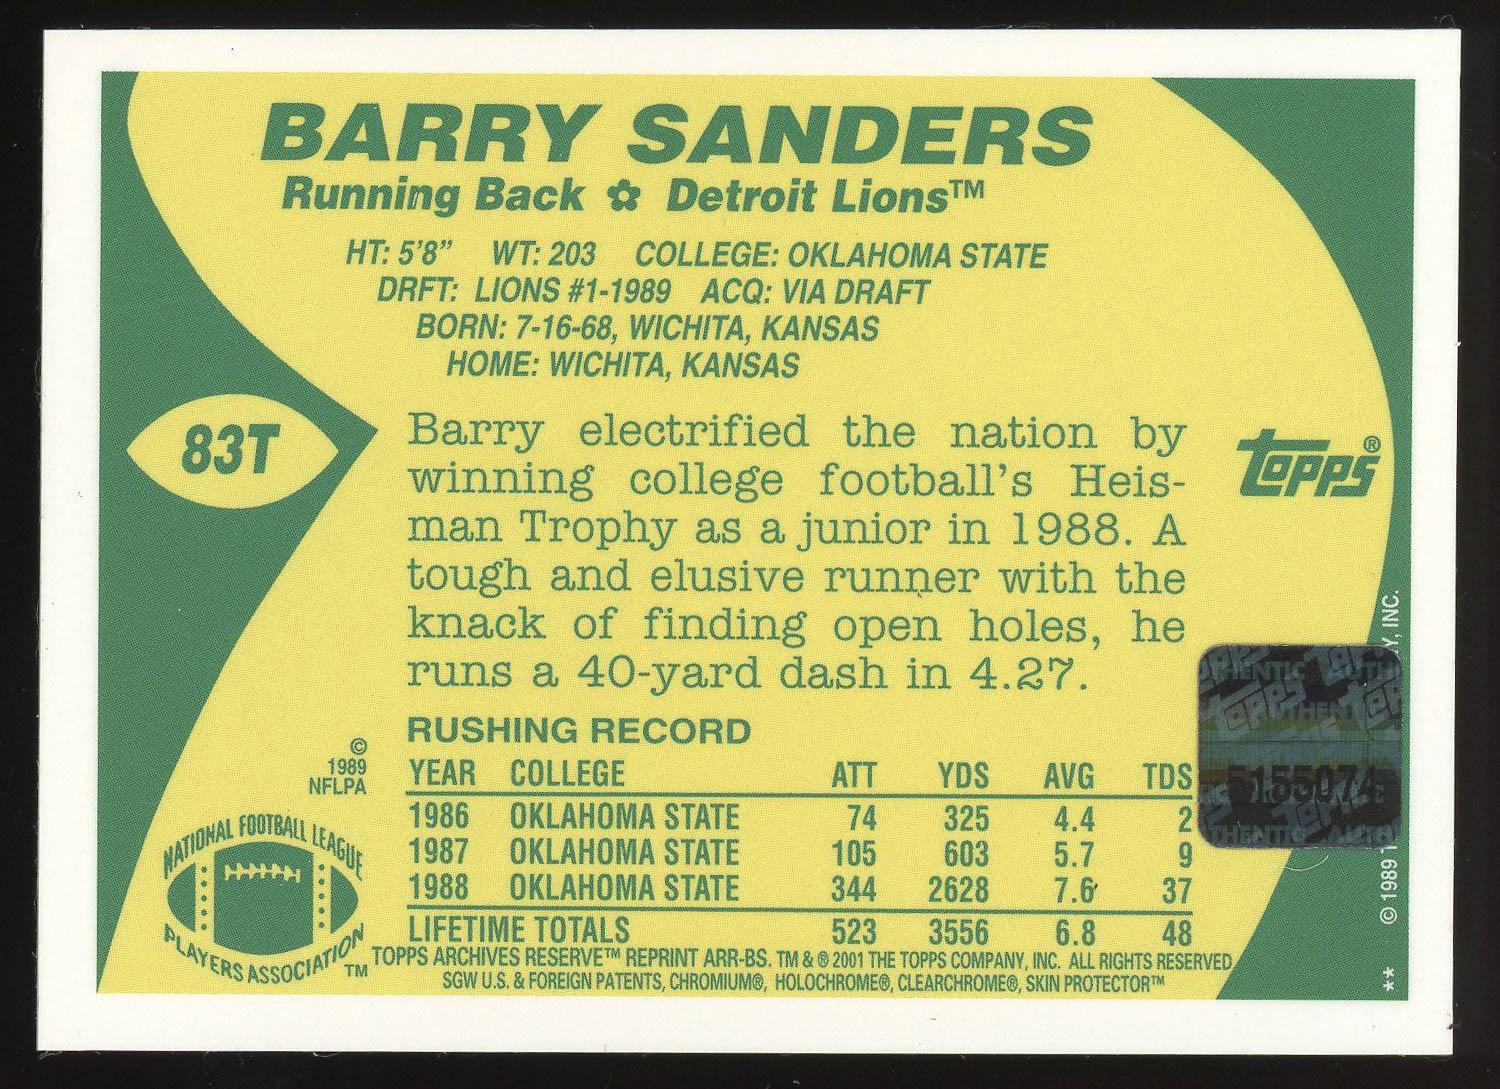 BARRY SANDERS
Running Back ✿ Detroit Lions™
HT: 5'8" WT: 203 COLLEGE: OKLAHOMA STATE
DRFT: LIONS #1-1989 ACQ: VIA DRAFT
BORN: 7-16-68, WICHITA, KANSAS
HOME: WICHITA, KANSAS
83T
Barry electrified the nation by
winning college football's Heis-
man Trophy as a junior in 1988. A
tough and elusive runner with the
knack of finding open holes, he
runs a 40-yard dash in 4.27.
Topps®
RUSHING RECORD
YEAR COLLEGE ATT YDS AVG TDS
1986 OKLAHOMA STATE 74 325 4.4 2
1987 OKLAHOMA STATE 105 603 5.7 9
1988 OKLAHOMA STATE 344 2628 7.6 37
LIFETIME TOTALS 523 3556 6.8 48
©
1989
NFLPA
NATIONAL FOOTBALL LEAGUE
PLAYERS ASSOCIATION™
TOPPS ARCHIVES RESERVE™ REPRINT ARR-BS. TM & ® 2001 THE TOPPS COMPANY, INC. ALL RIGHTS RESERVED
SGW U.S. & FOREIGN PATENTS, CHROMIUM®, HOLOCHROME®, CLEARCHROME®, SKIN PROTECTOR™
Topps
5155074
** © 1989 Y, INC.